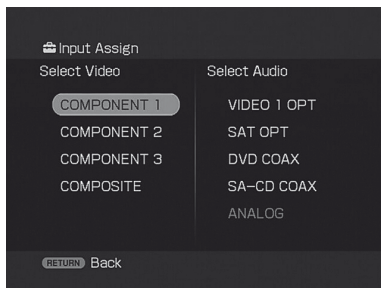 Input Assign
Select Video
COMPONENT 1
COMPONENT 2
COMPONENT 3
COMPOSITE
Select Audio
VIDEO 1 OPT
SAT OPT
DVD COAX
SA-CD COAX
ANALOG
RETURN Back